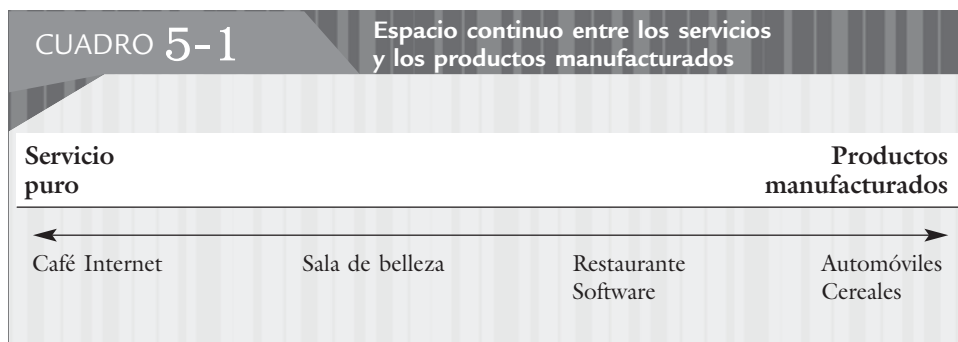 CUADRO 5-1
Espacio continuo entre los servicios
y los productos manufacturados
Servicio
puro
Productos
manufacturados
Café Internet
Sala de belleza
Restaurante
Software
Automóviles
Cereales